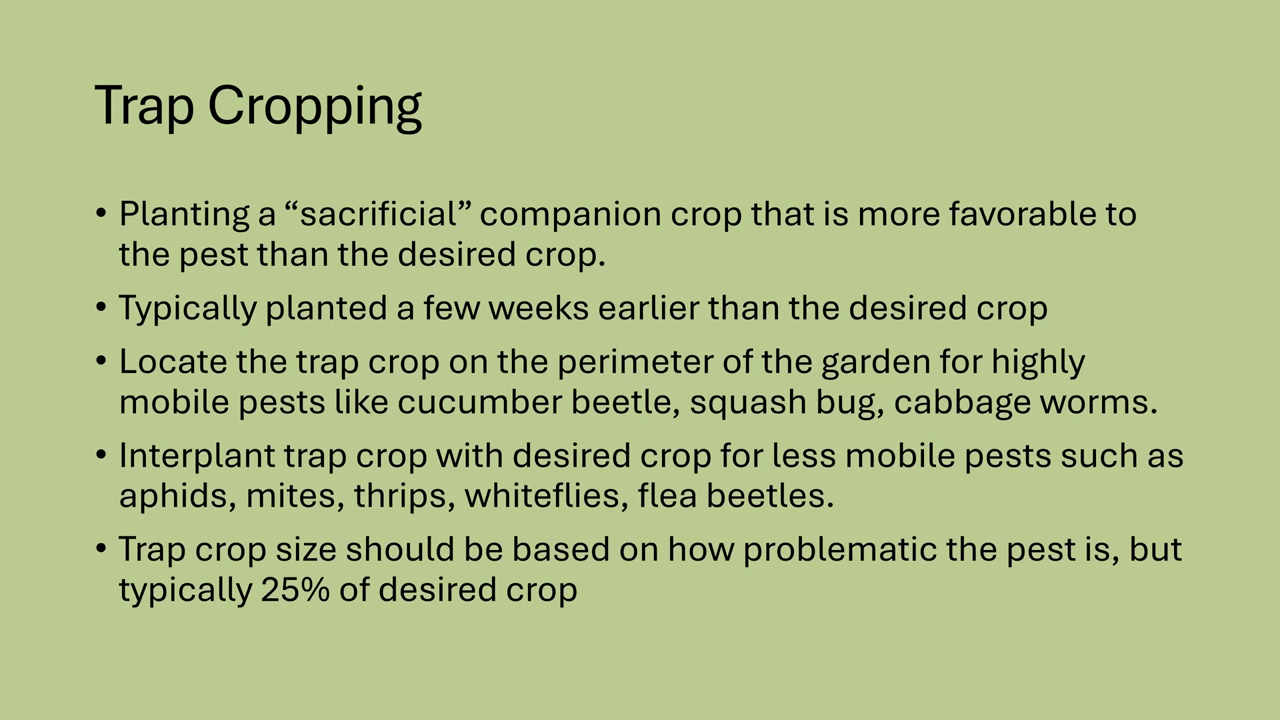 Trap Cropping
• Planting a “sacrificial” companion crop that is more favorable to
the pest than the desired crop.
• Typically planted a few weeks earlier than the desired crop
• Locate the trap crop on the perimeter of the garden for highly
mobile pests like cucumber beetle, squash bug, cabbage worms.
• Interplant trap crop with desired crop for less mobile pests such as
aphids, mites, thrips, whiteflies, flea beetles.
• Trap crop size should be based on how problematic the pest is, but
typically 25% of desired crop